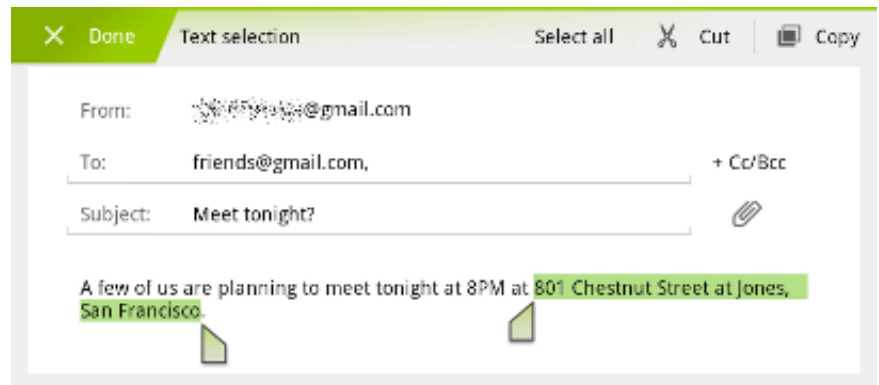 Done Text selection Select all Cut Copy
From: @gmail.com
To: friends@gmail.com, + Cc/Bcc
Subject: Meet tonight?
A few of us are planning to meet tonight at 8PM at 801 Chestnut Street at Jones,
San Francisco.